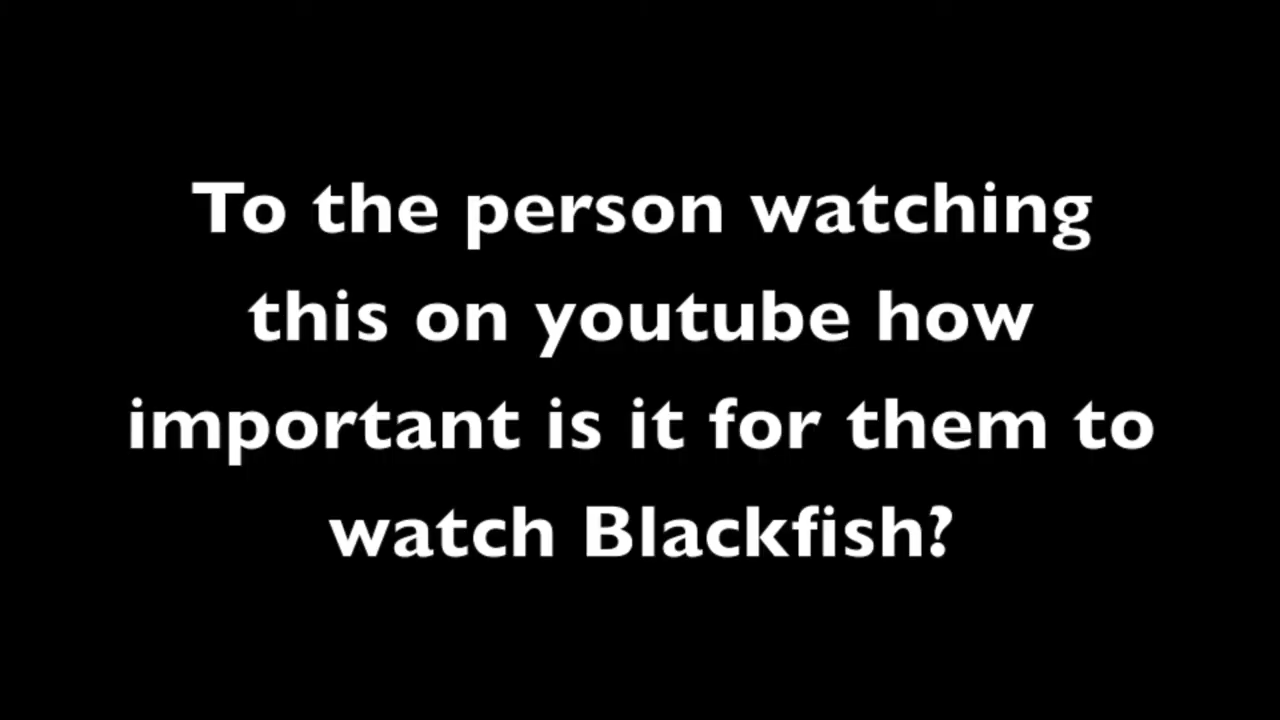 To the person watching
this on youtube how
important is it for them to
watch Blackfish?